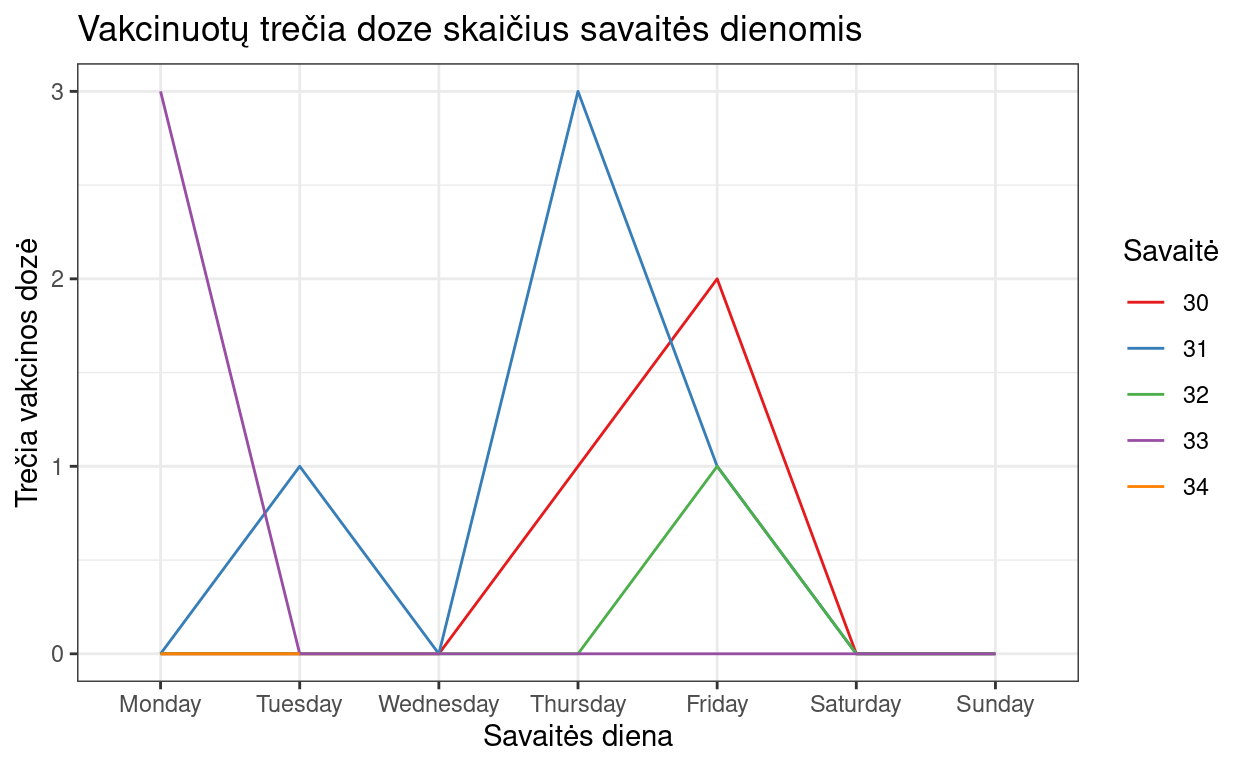 Vakcinuotų trečia doze skaičius savaitės dienomis
Trečia vakcinos dozė
3
2
1
0
Monday Tuesday Wednesday Thursday Friday Saturday Sunday
Savaitės diena
Savaitė
30
31
32
33
34